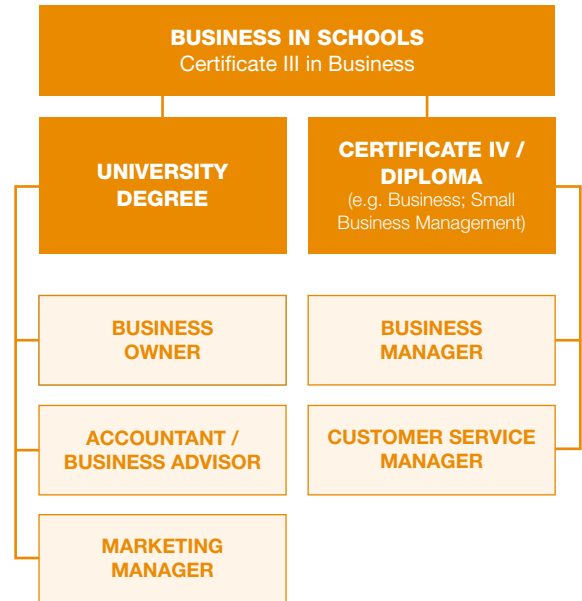 BUSINESS IN SCHOOLS
Certificate III in Business
UNIVERSITY
DEGREE
CERTIFICATE IV /
DIPLOMA
(e.g. Business; Small
Business Management)
BUSINESS
OWNER
BUSINESS
MANAGER
ACCOUNTANT /
BUSINESS ADVISOR
CUSTOMER SERVICE
MANAGER
MARKETING
MANAGER